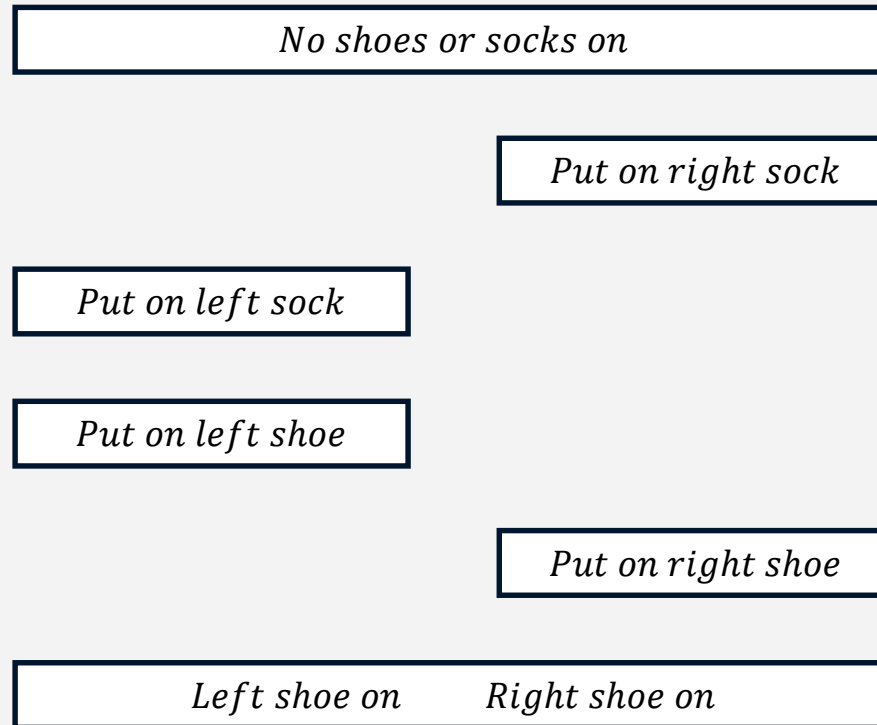 No shoes or socks on
Put on right sock
Put on left sock
Put on left shoe
Put on right shoe
Left shoe on Right shoe on